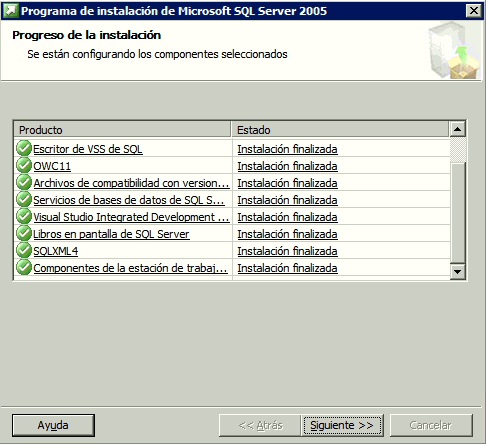 Programa de instalación de Microsoft SQL Server 2005
Progreso de la instalación
Se están configurando los componentes seleccionados
Producto Estado
Escritor de VSS de SQL Instalación finalizada
OWC11 Instalación finalizada
Archivos de compatibilidad con version... Instalación finalizada
Servicios de bases de datos de SQL S... Instalación finalizada
Visual Studio Integrated Development ... Instalación finalizada
Libros en pantalla de SQL Server Instalación finalizada
SQLXML4 Instalación finalizada
Componentes de la estación de trabaj... Instalación finalizada
Ayuda << Atrás Siguiente >> Cancelar